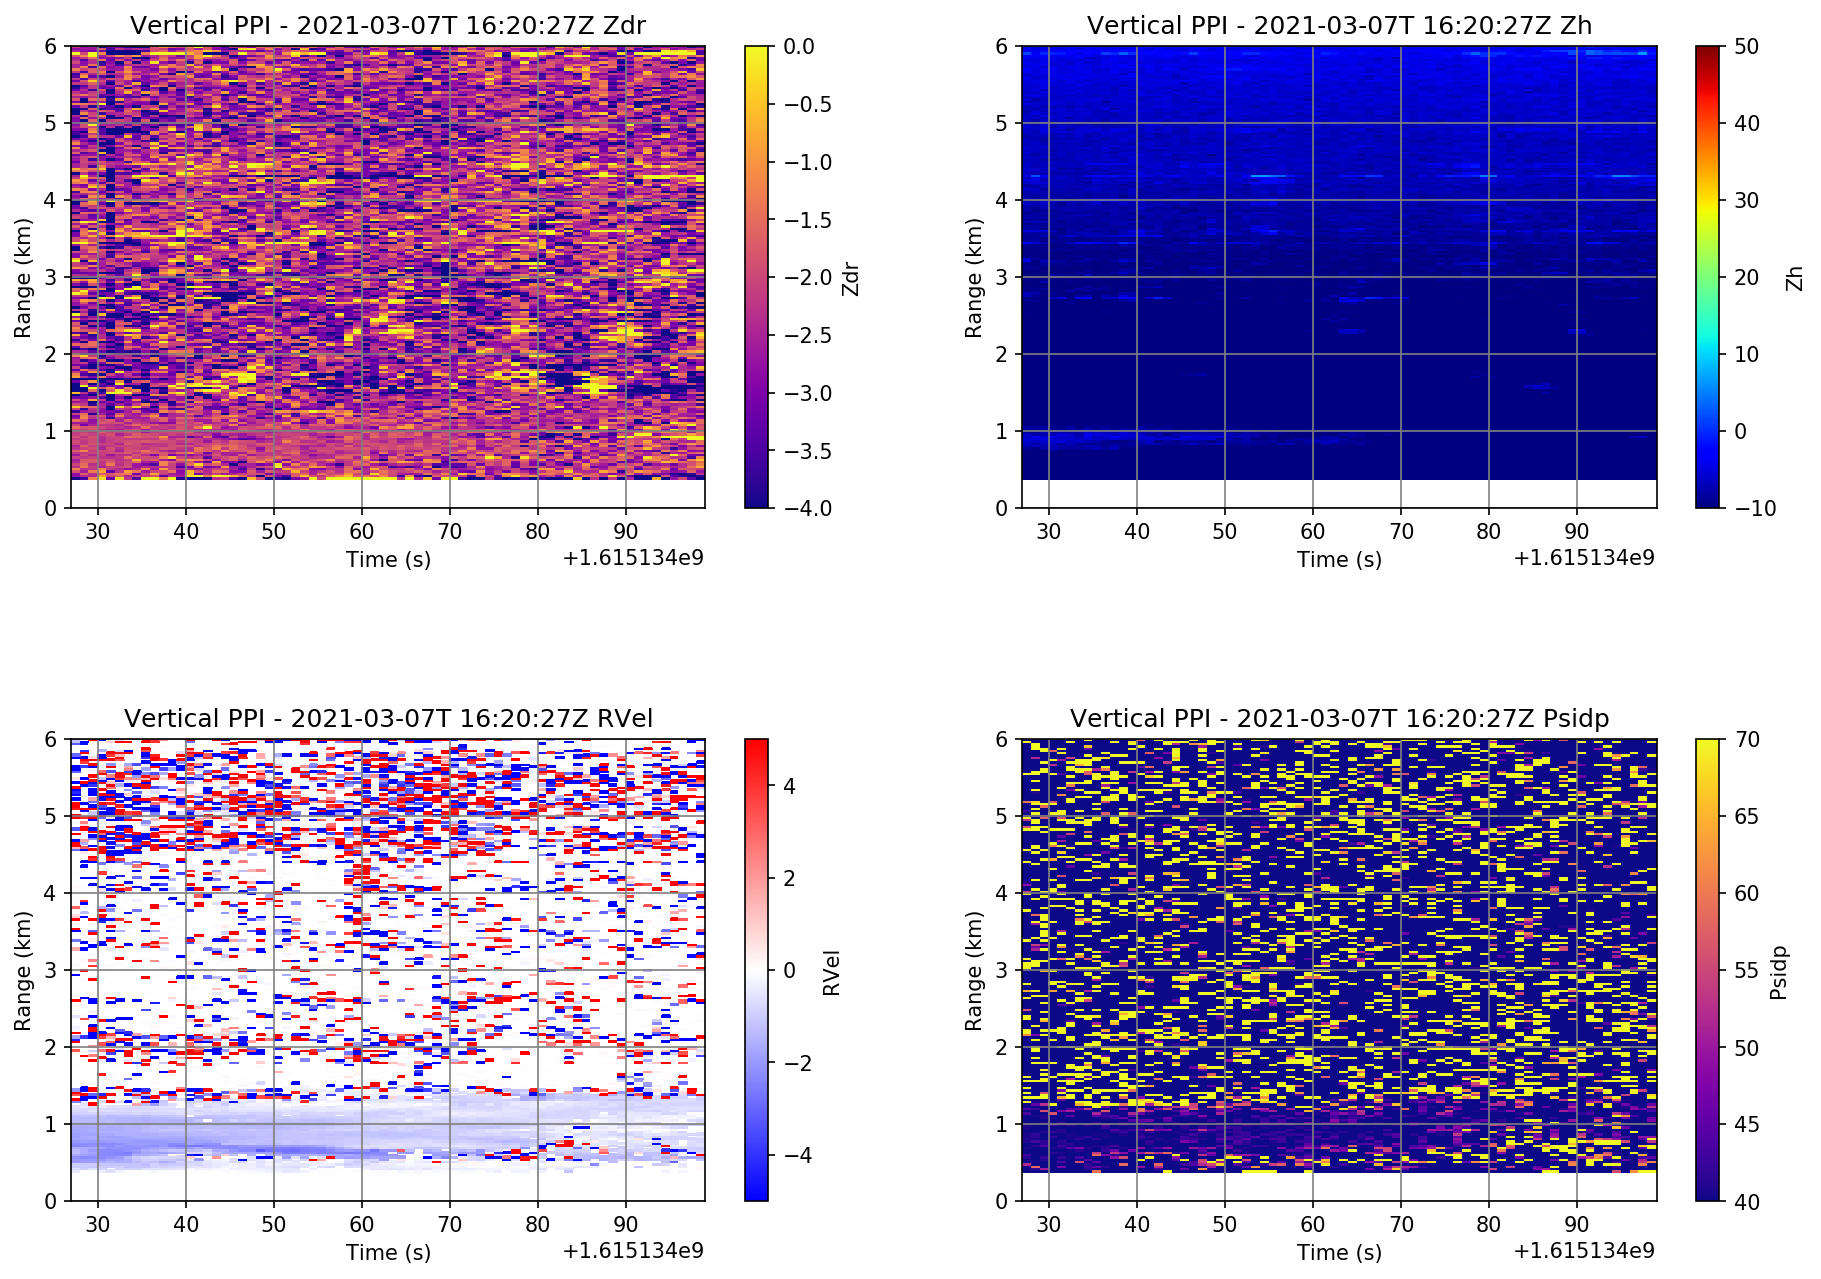 Vertical PPI - 2021-03-07T 16:20:27Z Zdr
6
5
4
3
2
1
0
Range (km)
30 40 50 60 70 80 90
Time (s)
+1.615134e9
0.0
−0.5
−1.0
−1.5
−2.0
−2.5
−3.0
−3.5
−4.0
Zdr
Vertical PPI - 2021-03-07T 16:20:27Z Zh
6
5
4
3
2
1
0
Range (km)
30 40 50 60 70 80 90
Time (s)
+1.615134e9
50
40
30
20
10
0
−10
Zh
Vertical PPI - 2021-03-07T 16:20:27Z RVel
6
5
4
3
2
1
0
Range (km)
30 40 50 60 70 80 90
Time (s)
+1.615134e9
4
2
0
−2
−4
RVel
Vertical PPI - 2021-03-07T 16:20:27Z Psidp
6
5
4
3
2
1
0
Range (km)
30 40 50 60 70 80 90
Time (s)
+1.615134e9
70
65
60
55
50
45
40
Psidp